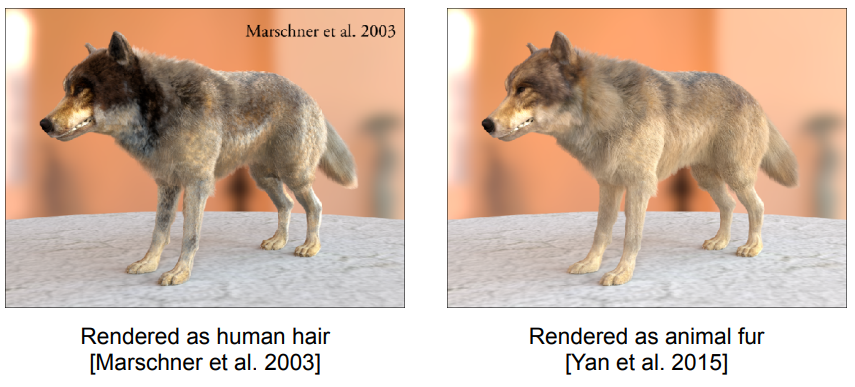 Marschner et al. 2003
Rendered as human hair
[Marschner et al. 2003]
Rendered as animal fur
[Yan et al. 2015]